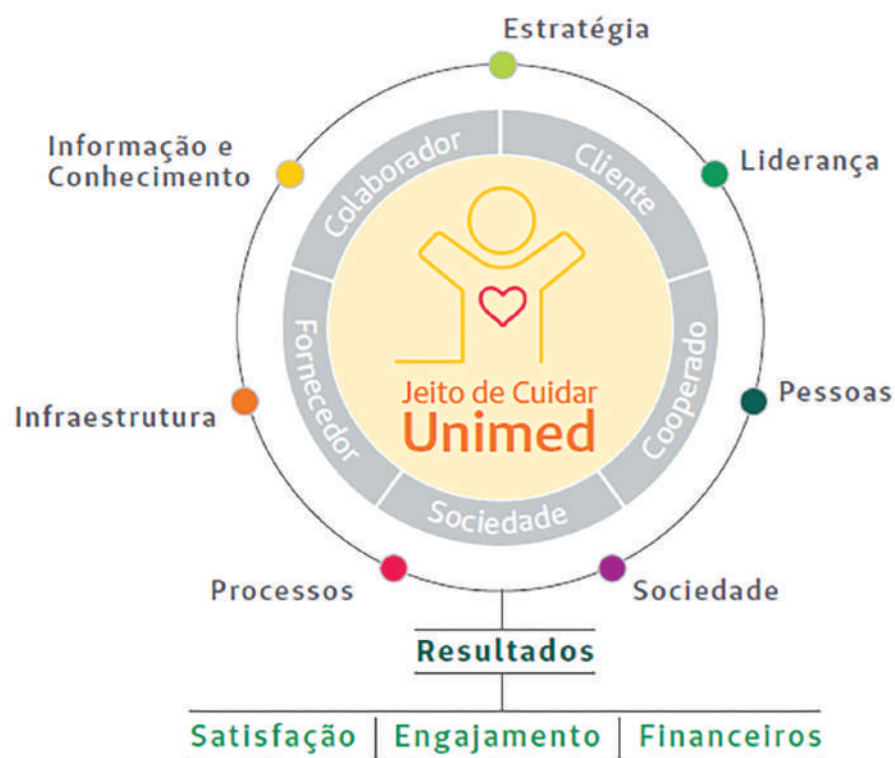 Estratégia
Informação e
Conhecimento
Liderança
Colaborador
Cliente
Fornecedor
Cooperado
Jeito de Cuidar
Unimed
Infraestrutura
Pessoas
Sociedade
Processos
Sociedade
Resultados
Satisfação
Engajamento
Financeiros